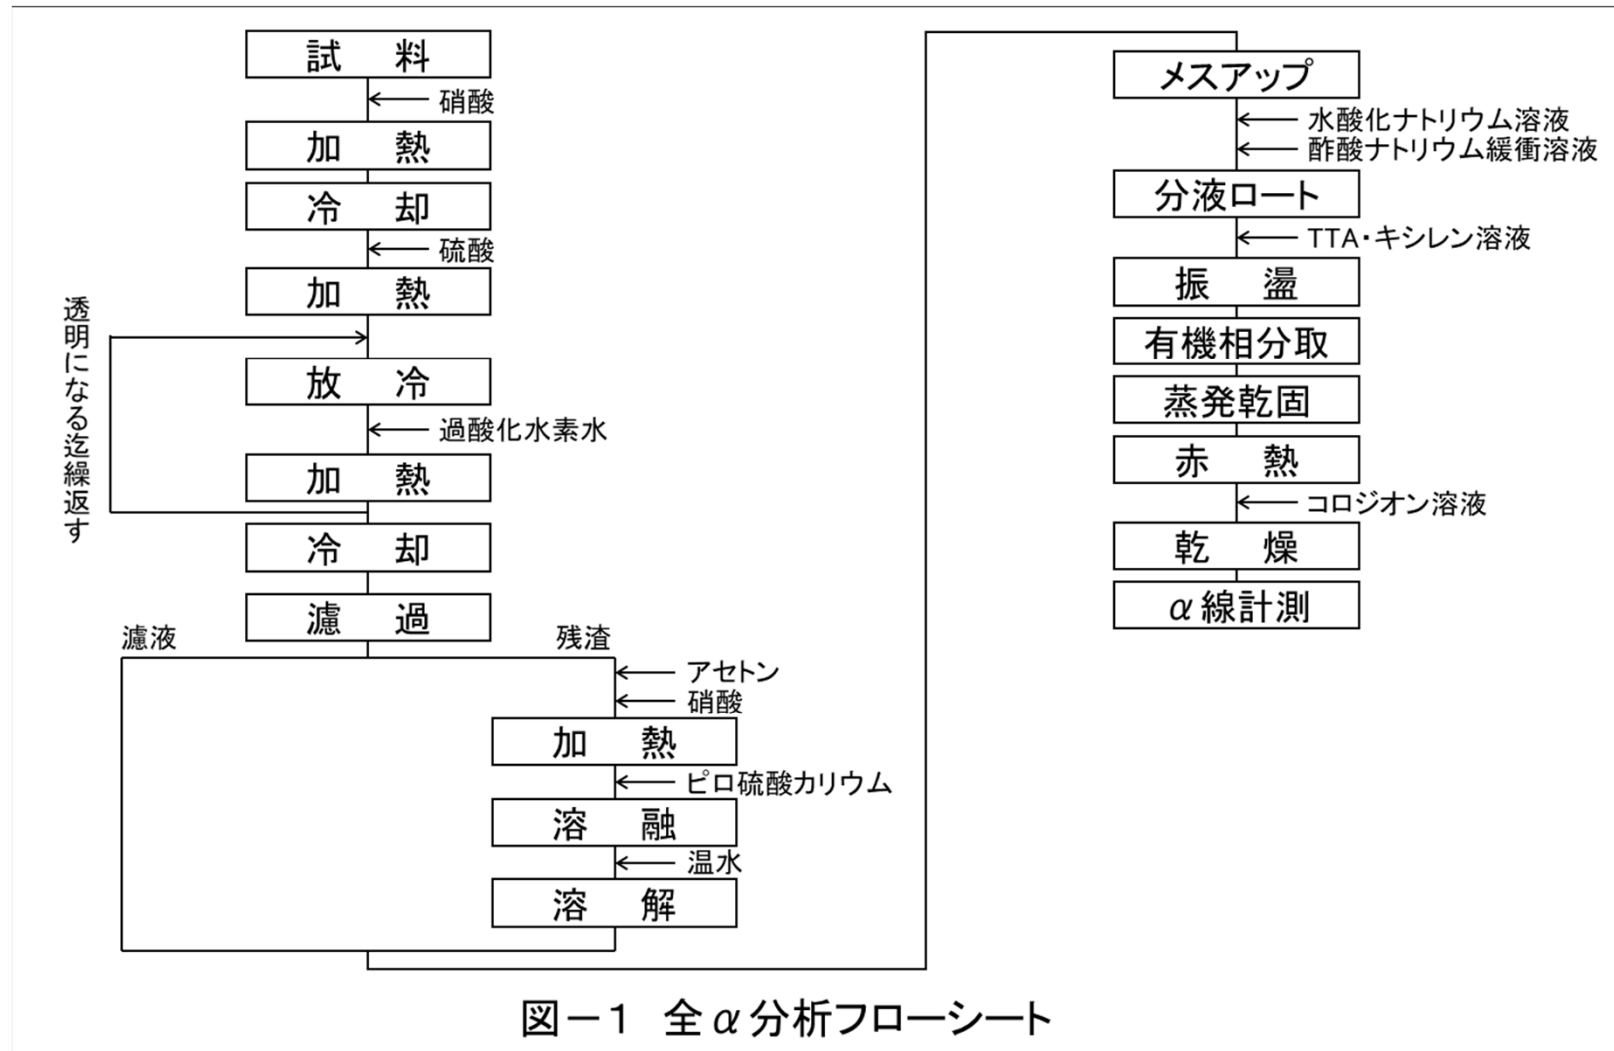 試 料
硝酸
加 熱
冷 却
硫酸
加 熱
透明になる迄繰返す
放 冷
過酸化水素水
加 熱
冷 却
濾 過
濾液
残渣
アセトン
硝酸
加 熱
ピロ硫酸カリウム
溶 融
温水
溶 解
メスアップ
水酸化ナトリウム溶液
酢酸ナトリウム緩衝溶液
分液ロート
TTA・キシレン溶液
振 盪
有機相分取
蒸発乾固
赤 熱
コロジオン溶液
乾 燥
α線計測
図－1 全α分析フローシート